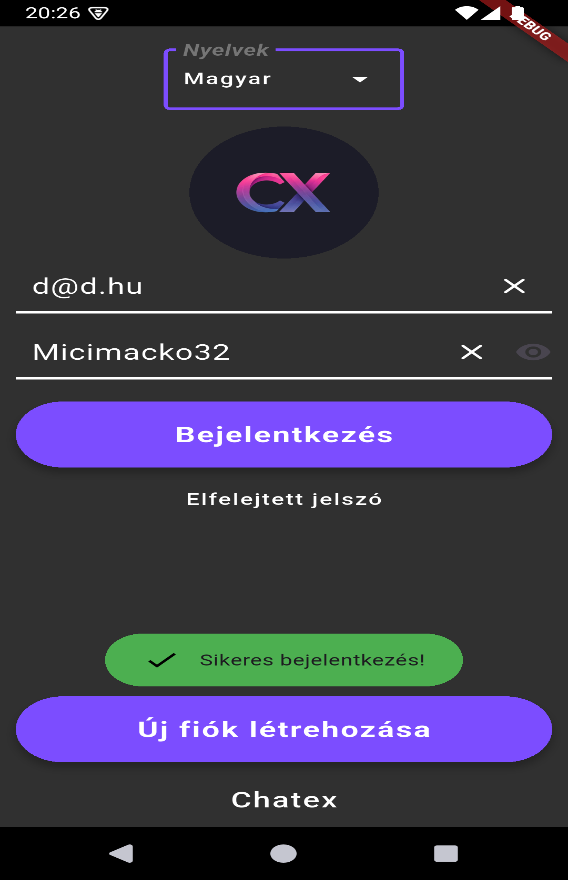 20:26
DEBUG
Nyelvek
Magyar
CX
d@d.hu
Micimacko32
Bejelentkezés
Elfelejtett jelszó
Sikeres bejelentkezés!
Új fiók létrehozása
Chatex